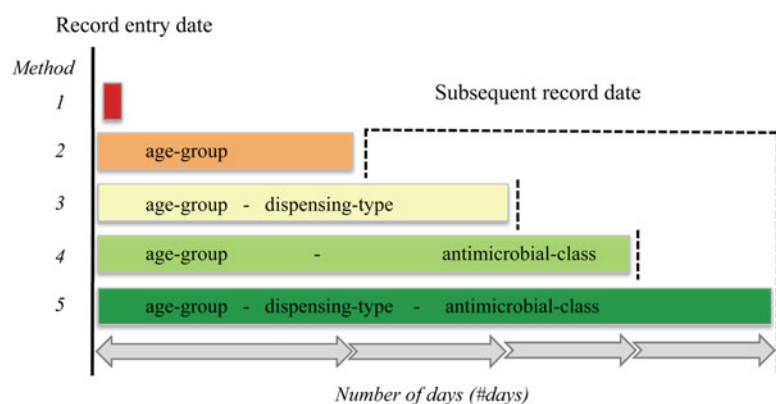 Record entry date
Method
Subsequent record date
1
2 age-group
3 age-group - dispensing-type
4 age-group - antimicrobial-class
5 age-group - dispensing-type - antimicrobial-class
Number of days (#days)